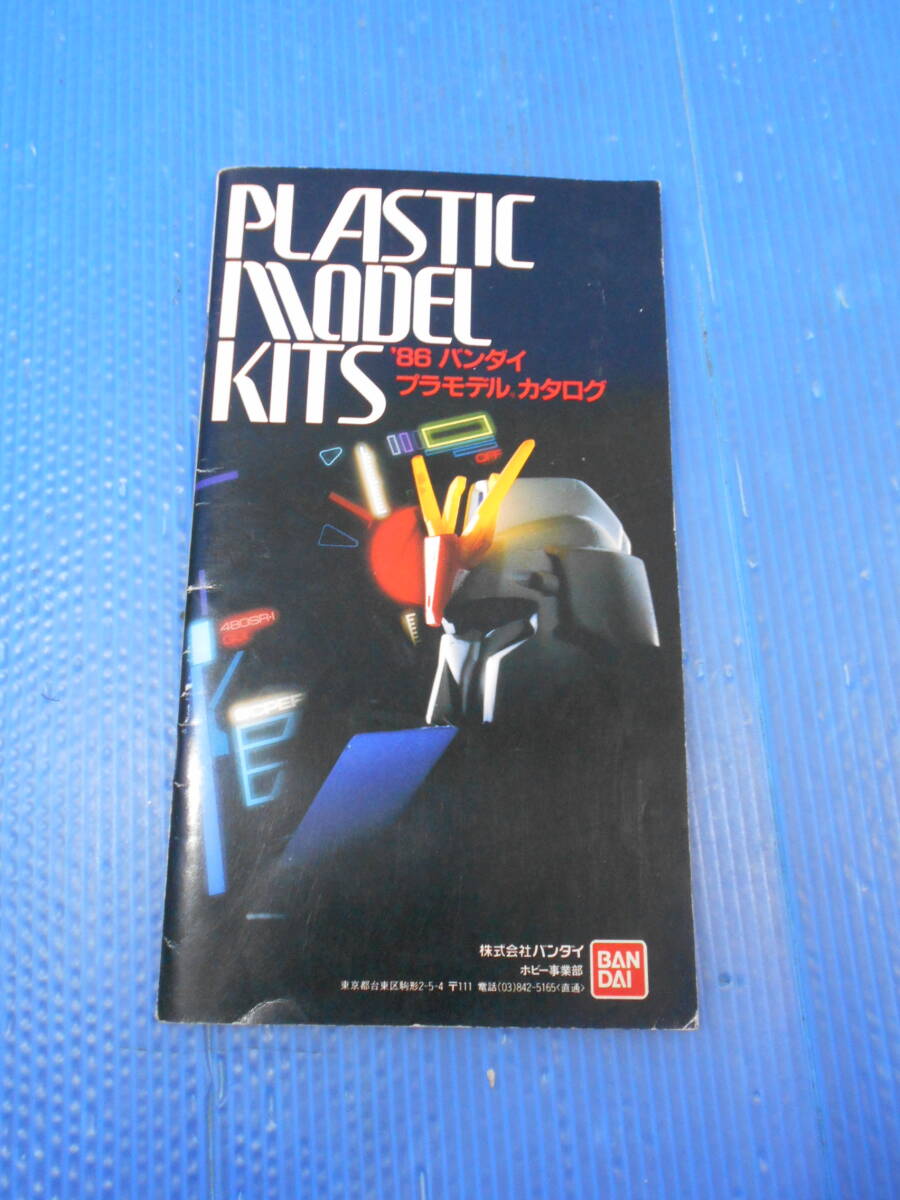 PLASTIC
MODEL
KITS
'86 バンダイ
プラモデル®カタログ
OFF
480SR-1
株式会社バンダイ
ホビー事業部
東京都台東区駒形2-5-4 〒111 電話(03)842-5165<直通>
BAN
DAI